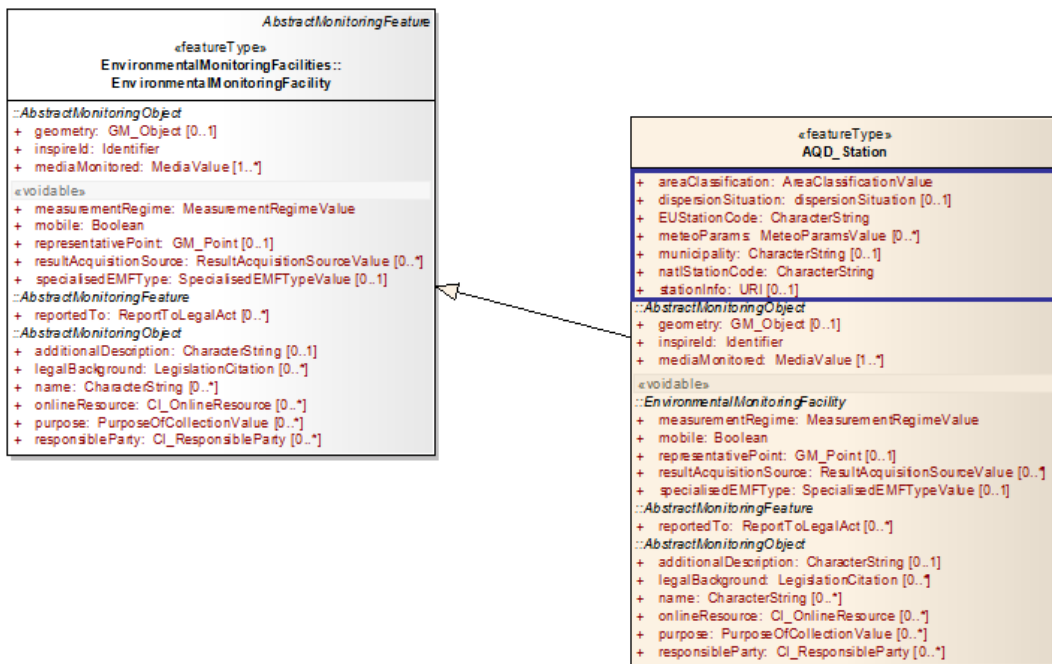 AbstractMonitoringFeature
«featureType»
EnvironmentalMonitoringFacilities::
EnvironmentalMonitoringFacility
::AbstractMonitoringObject
+ geometry: GM_Object [0..1]
+ inspireId: Identifier
+ mediaMonitored: MediaValue [1..*]
«voidable»
+ measurementRegime: MeasurementRegimeValue
+ mobile: Boolean
+ representativePoint: GM_Point [0..1]
+ resultAcquisitionSource: ResultAcquisitionSourceValue [0..*]
+ specialisedEMFType: SpecialisedEMFTypeValue [0..1]
::AbstractMonitoringFeature
+ reportedTo: ReportToLegalAct [0..*]
::AbstractMonitoringObject
+ additionalDescription: CharacterString [0..1]
+ legalBackground: LegislationCitation [0..*]
+ name: CharacterString [0..*]
+ onlineResource: CI_OnlineResource [0..*]
+ purpose: PurposeOfCollectionValue [0..*]
+ responsibleParty: CI_ResponsibleParty [0..*]
«featureType»
AQD_Station
+ areaClassification: AreaClassificationValue
+ dispersionSituation: dispersionSituation [0..1]
+ EUStationCode: CharacterString
+ meteoParams: MeteoParamsValue [0..*]
+ municipality: CharacterString [0..1]
+ natlStationCode: CharacterString
+ stationInfo: URI [0..1]
::AbstractMonitoringObject
+ geometry: GM_Object [0..1]
+ inspireId: Identifier
+ mediaMonitored: MediaValue [1..*]
«voidable»
::EnvironmentalMonitoringFacility
+ measurementRegime: MeasurementRegimeValue
+ mobile: Boolean
+ representativePoint: GM_Point [0..1]
+ resultAcquisitionSource: ResultAcquisitionSourceValue [0..*]
+ specialisedEMFType: SpecialisedEMFTypeValue [0..1]
::AbstractMonitoringFeature
+ reportedTo: ReportToLegalAct [0..*]
::AbstractMonitoringObject
+ additionalDescription: CharacterString [0..1]
+ legalBackground: LegislationCitation [0..*]
+ name: CharacterString [0..*]
+ onlineResource: CI_OnlineResource [0..*]
+ purpose: PurposeOfCollectionValue [0..*]
+ responsibleParty: CI_ResponsibleParty [0..*]